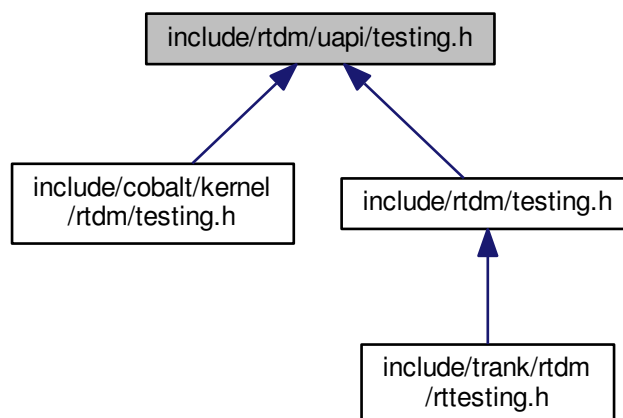 include/rtdm/uapi/testing.h
include/cobalt/kernel
/rtdm/testing.h
include/rtdm/testing.h
include/trank/rtdm
/rttesting.h